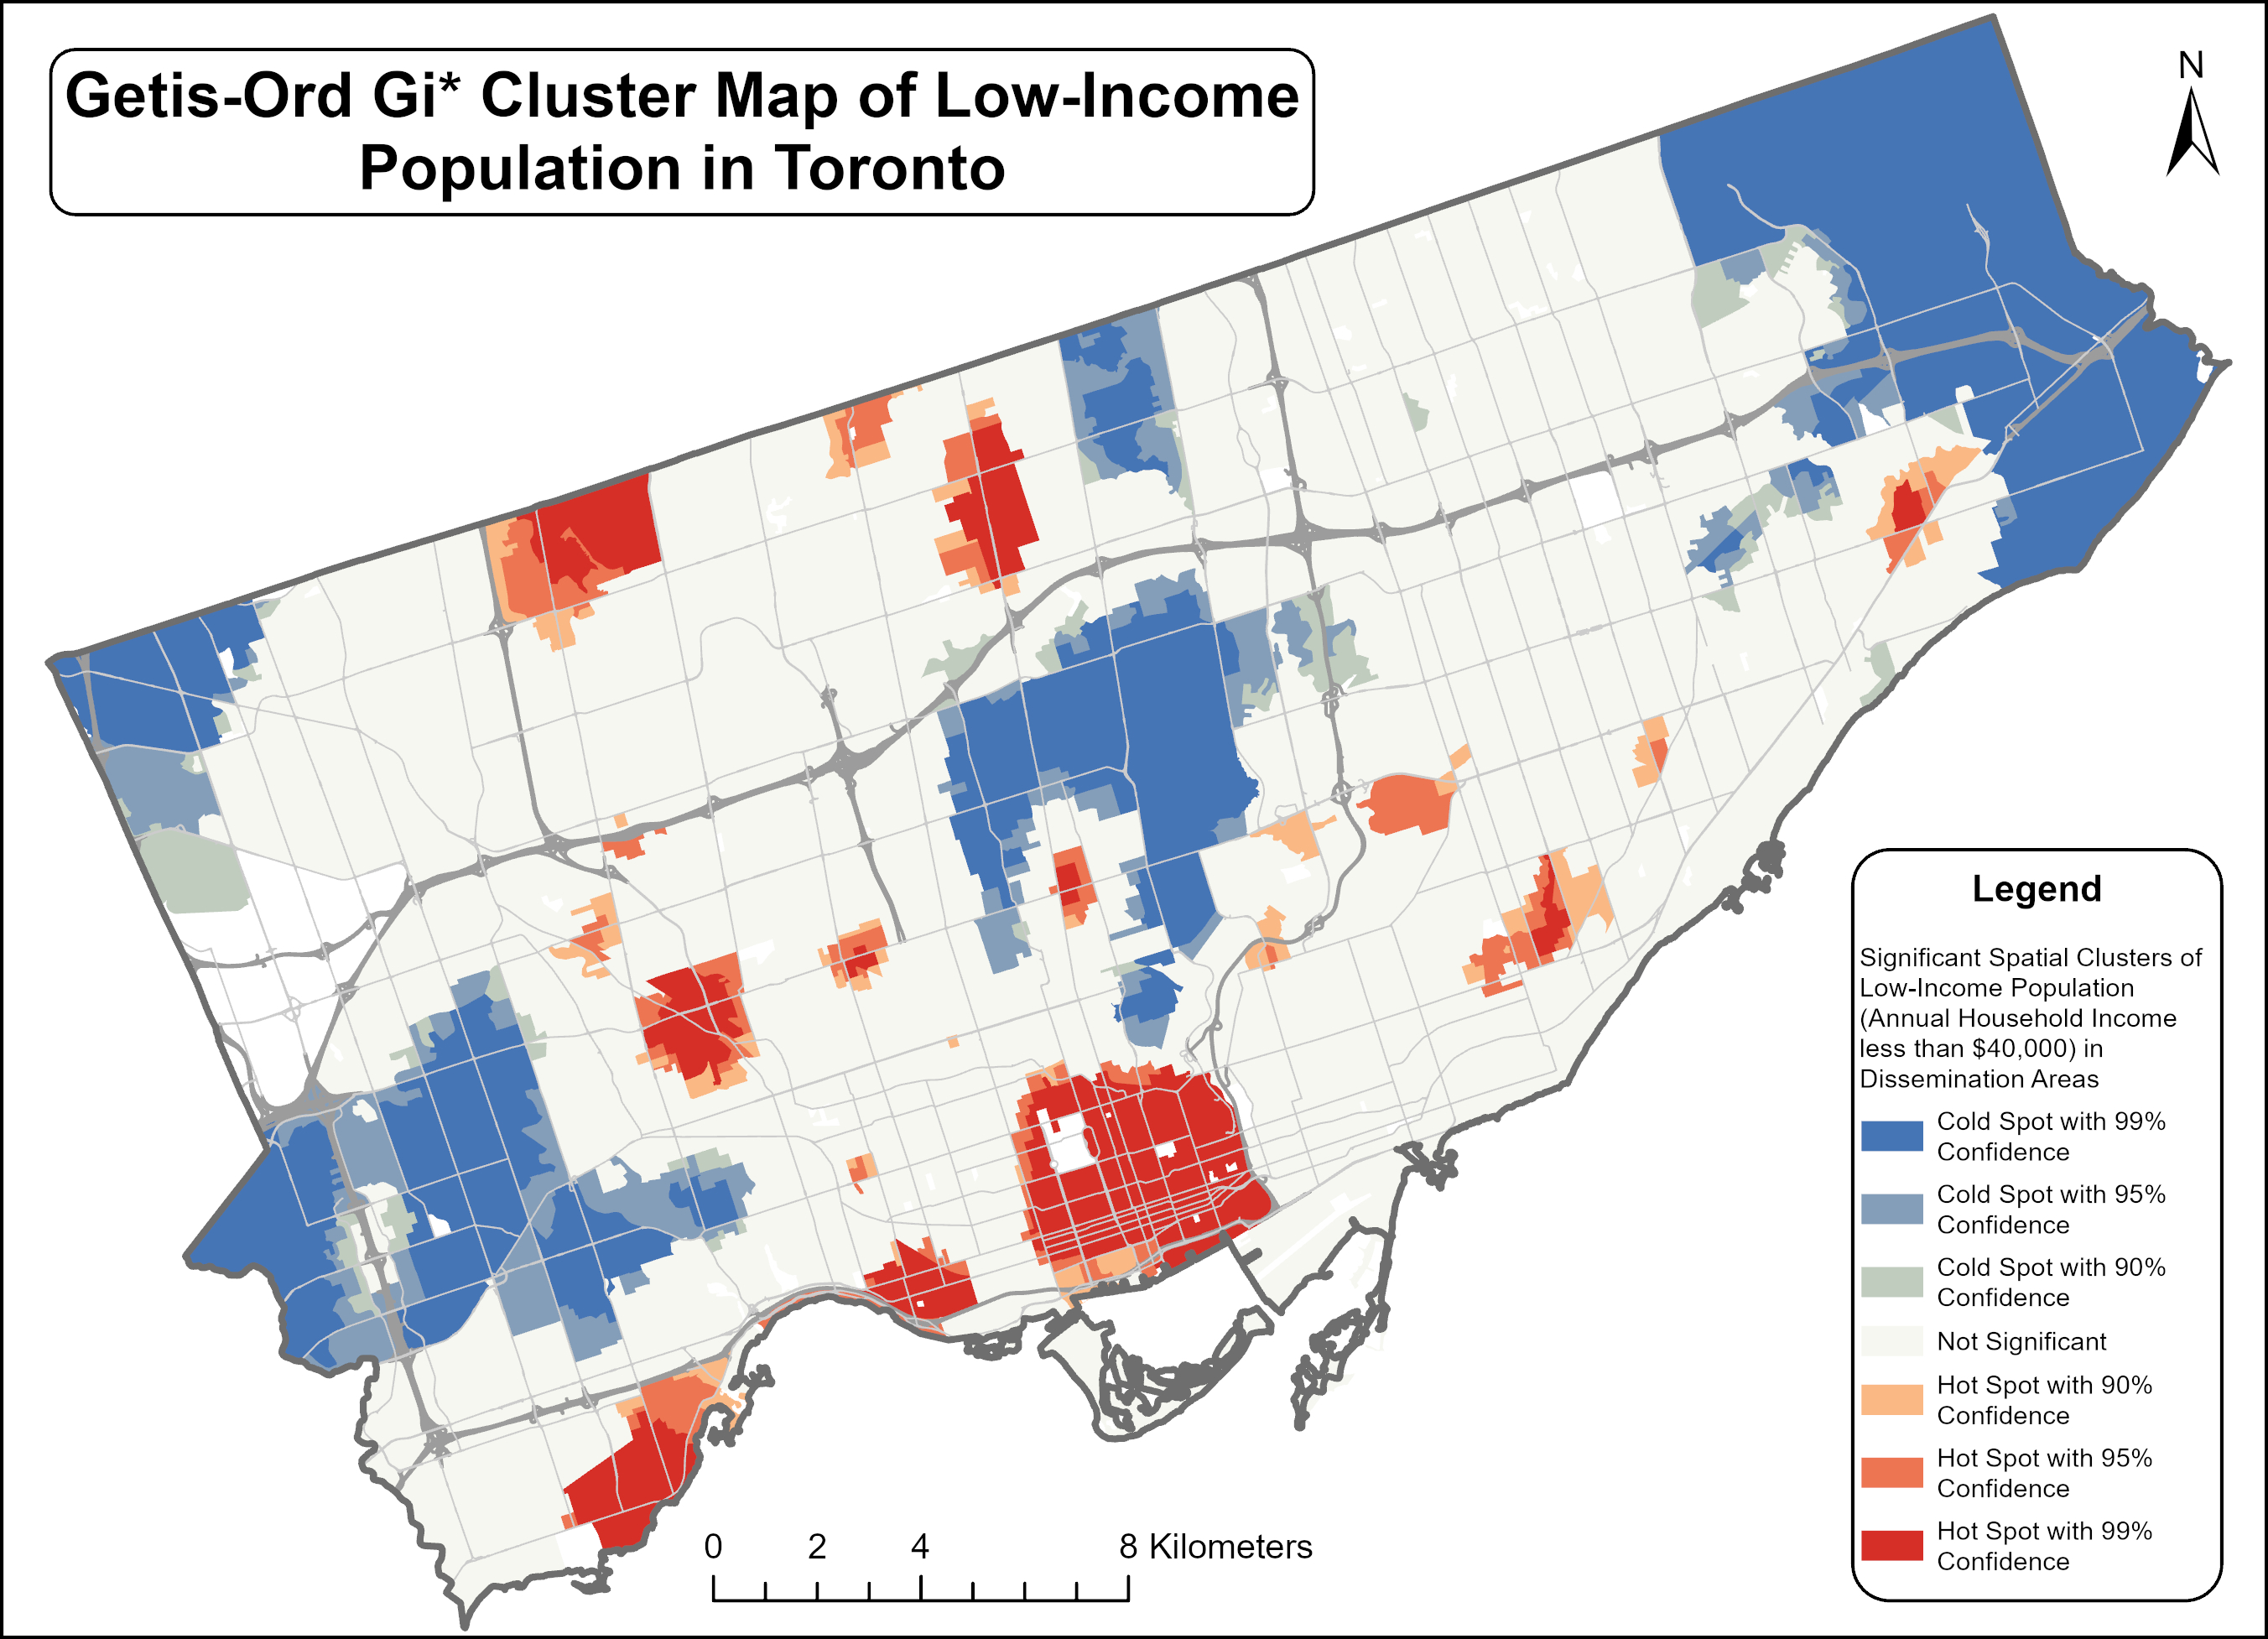 Getis-Ord Gi* Cluster Map of Low-Income
Population in Toronto
N
Legend
Significant Spatial Clusters of
Low-Income Population
(Annual Household Income
less than $40,000) in
Dissemination Areas
Cold Spot with 99%
Confidence
Cold Spot with 95%
Confidence
Cold Spot with 90%
Confidence
Not Significant
Hot Spot with 90%
Confidence
Hot Spot with 95%
Confidence
Hot Spot with 99%
Confidence
0 2 4 8 Kilometers